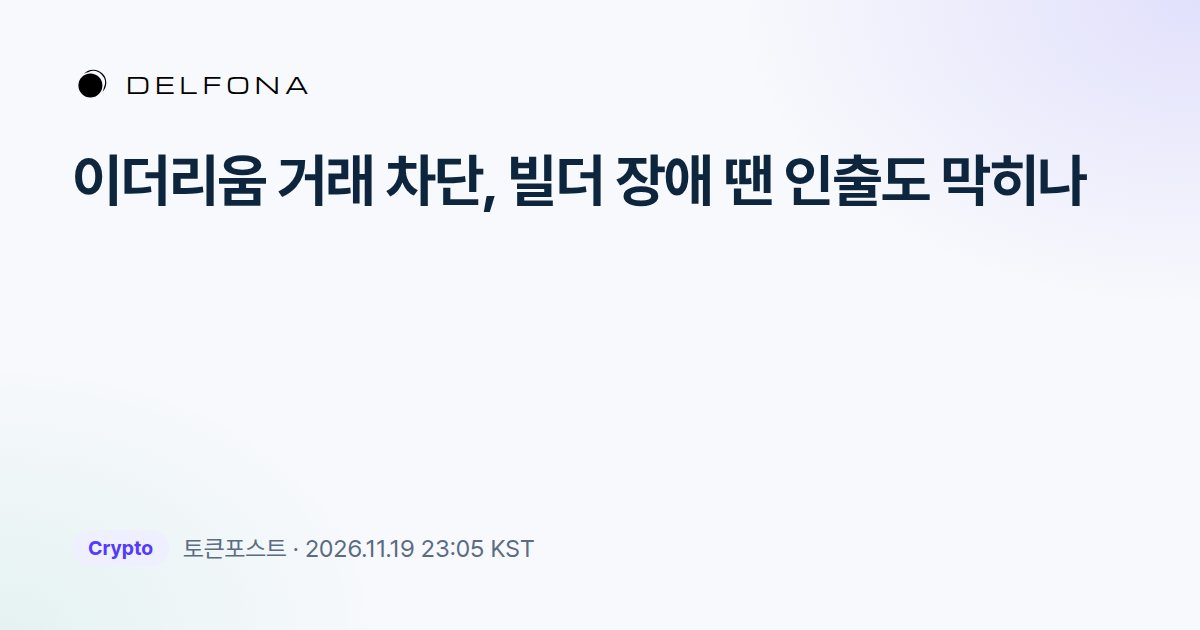 DELFONA
이더리움 거래 차단, 빌더 장애 땐 인출도 막히나
Crypto 토큰포스트 · 2026.11.19 23:05 KST